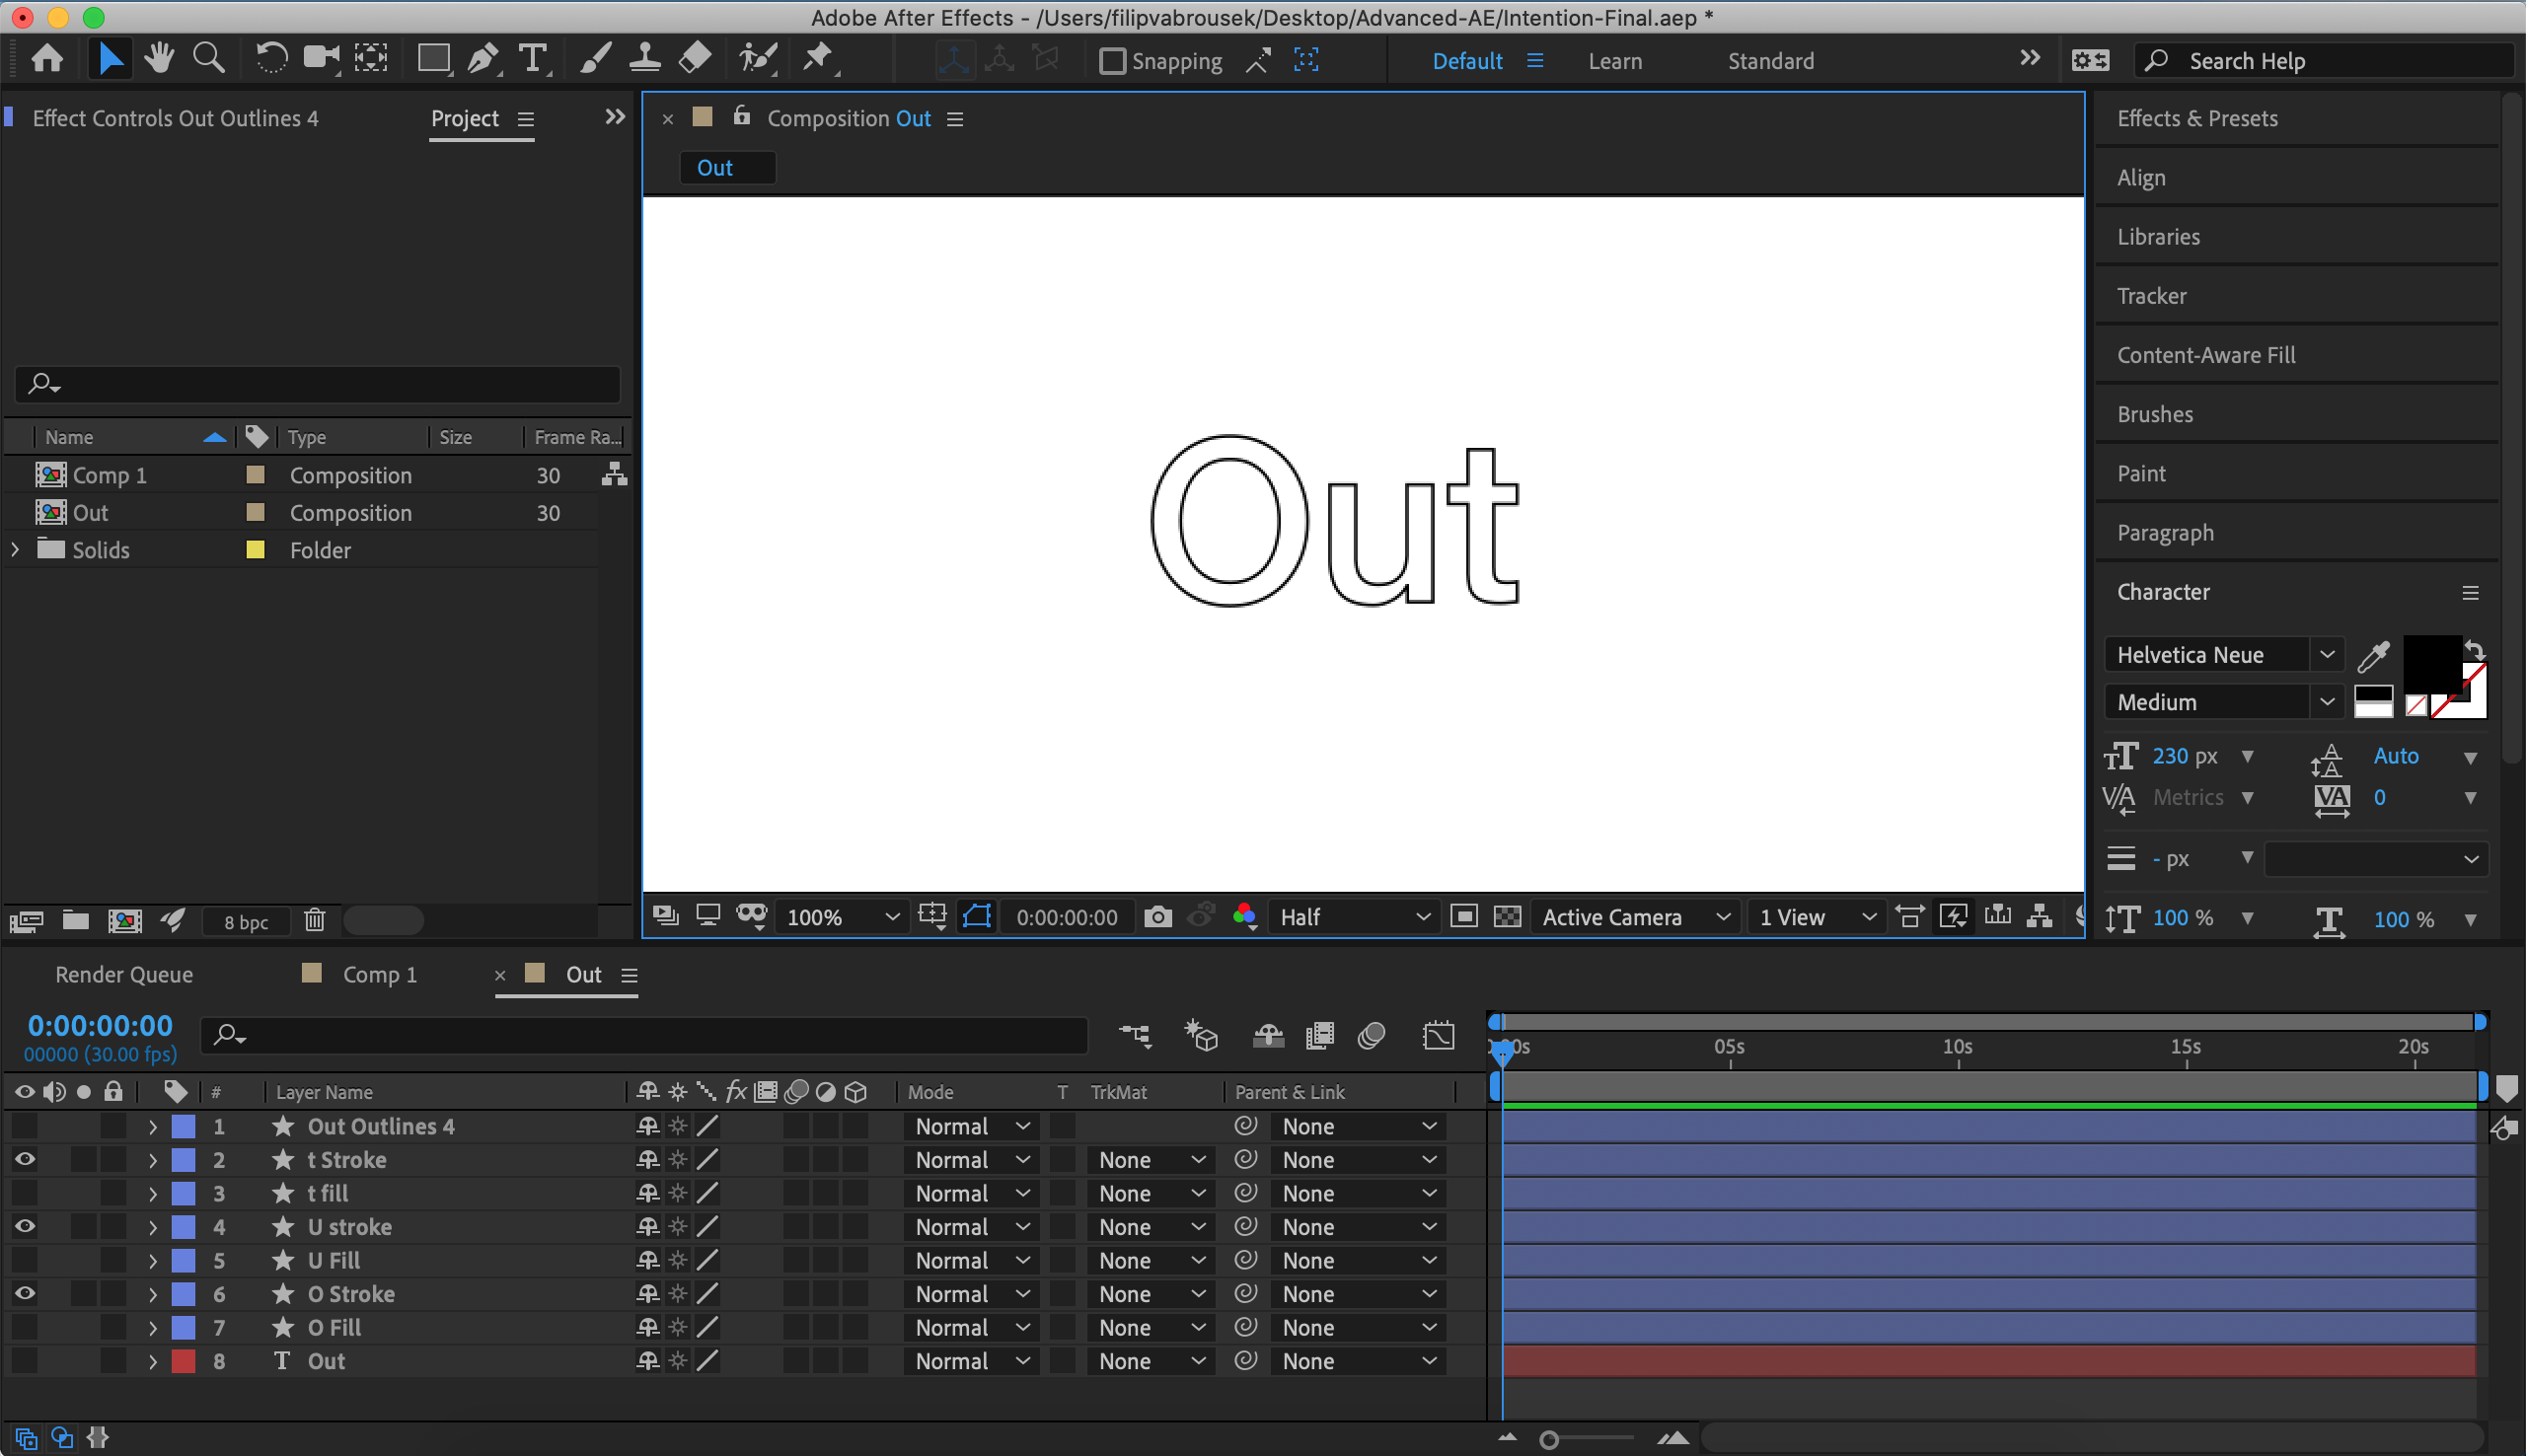 Adobe After Effects - /Users/filipvabrousek/Desktop/Advanced-AE/Intention-Final.aep *
T Snapping Default Learn Standard Search Help
Effect Controls Out Outlines 4 Project
Composition Out
Out
Name Type Size Frame Ra...
Comp 1 Composition 30
Out Composition 30
Solids Folder
8 bpc
Out
100% 0:00:00:00 Half Active Camera 1 View
Effects & Presets
Align
Libraries
Tracker
Content-Aware Fill
Brushes
Paint
Paragraph
Character
Helvetica Neue
Medium
230 px Auto
Metrics 0
- px
100 % 100 %
Render Queue Comp 1 Out
0:00:00:00
00000 (30.00 fps)
05s 10s 15s 20s
# Layer Name fx Mode T TrkMat Parent & Link
1 Out Outlines 4 Normal None
2 t Stroke Normal None None
3 t fill Normal None None
4 U stroke Normal None None
5 U Fill Normal None None
6 O Stroke Normal None None
7 O Fill Normal None None
8 T Out Normal None None